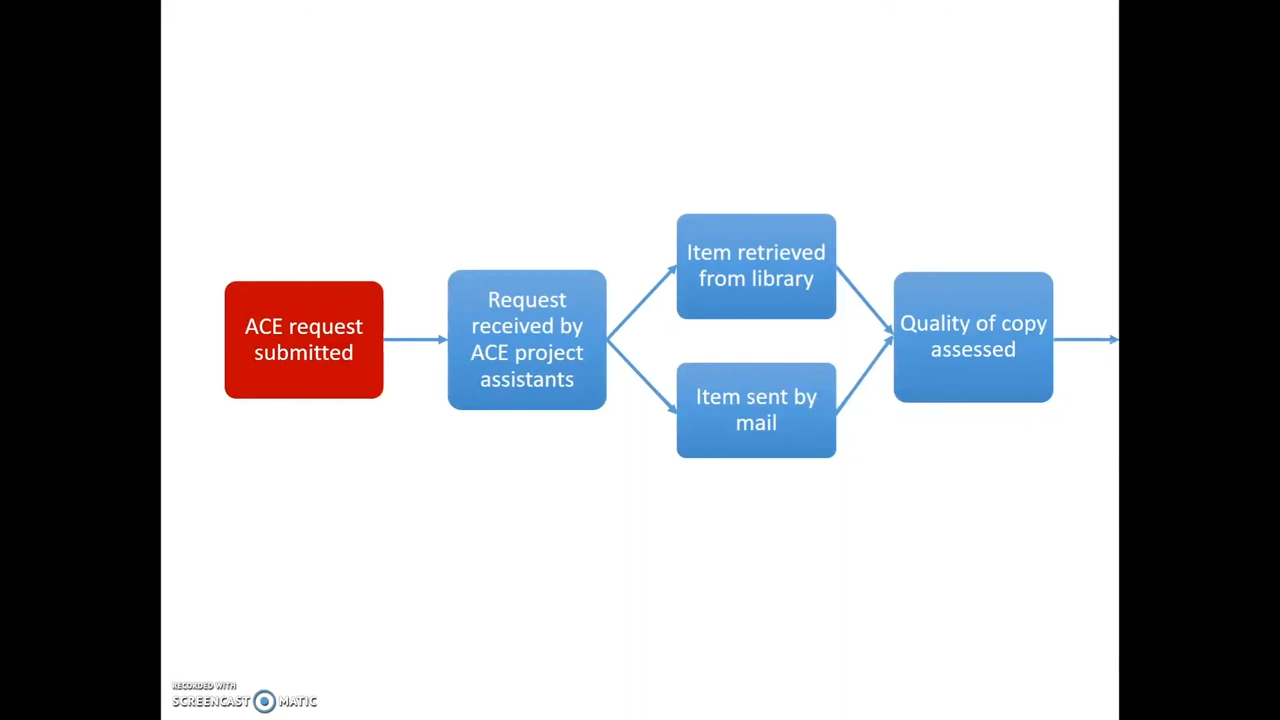 ACE request
submitted
Request
received by
ACE project
assistants
Item retrieved
from library
Item sent by
mail
Quality of copy
assessed
RECORDED WITH
SCREENCAST MATIC